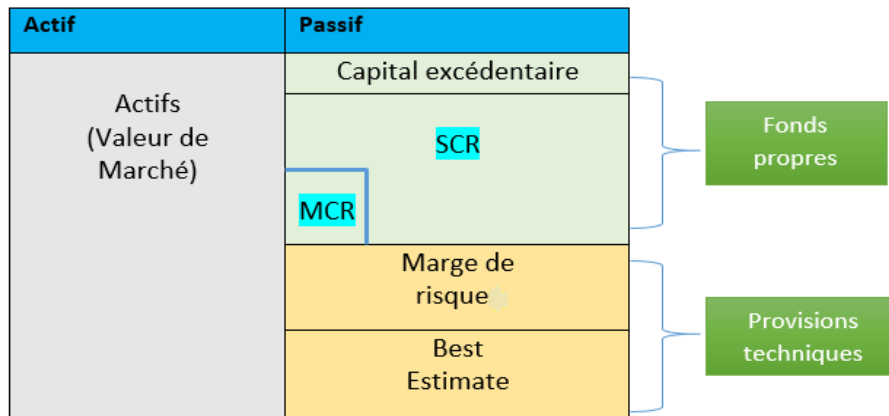 Actif
Passif
Capital excédentaire
Actifs
(Valeur de
Marché)
SCR
MCR
Fonds
propres
Marge de
risque
Best
Estimate
Provisions
techniques